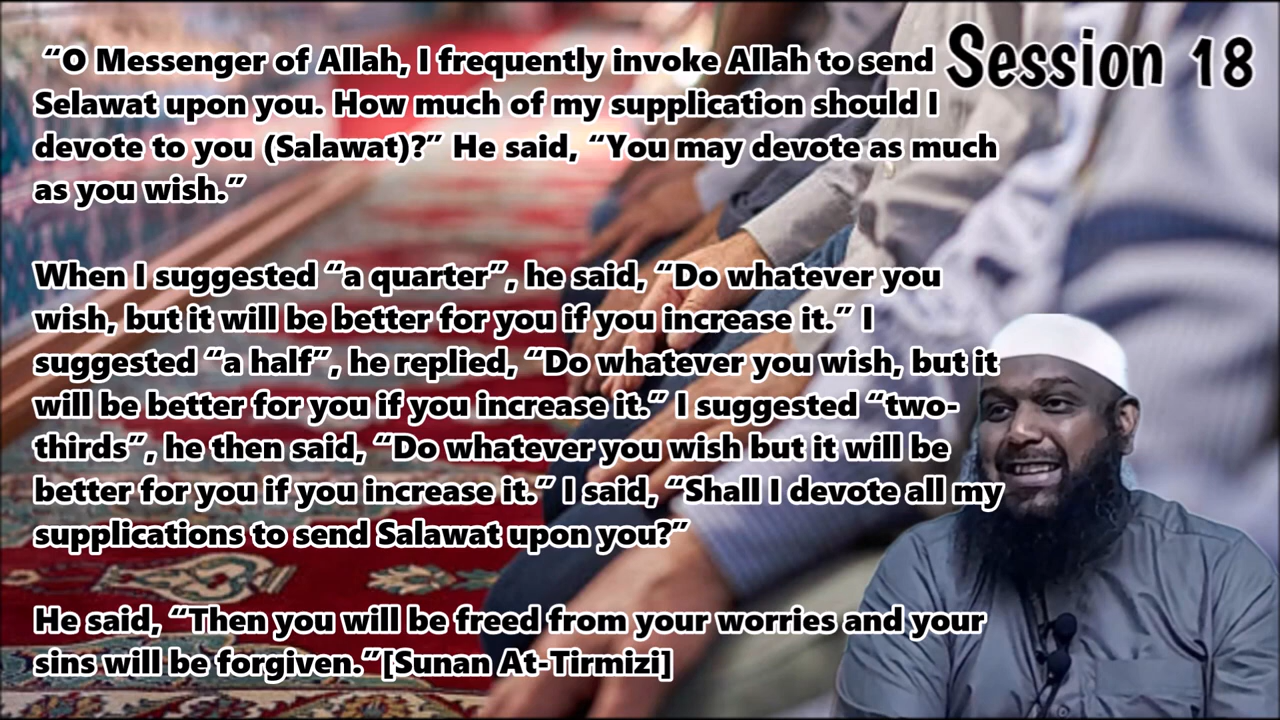 “O Messenger of Allah, I frequently invoke Allah to send
Selawat upon you. How much of my supplication should I
devote to you (Salawat)?” He said, “You may devote as much
as you wish.”
When I suggested “a quarter”, he said, “Do whatever you
wish, but it will be better for you if you increase it.” I
suggested “a half”, he replied, “Do whatever you wish, but it
will be better for you if you increase it.” I suggested “two-
thirds”, he then said, “Do whatever you wish but it will be
better for you if you increase it.” I said, “Shall I devote all my
supplications to send Salawat upon you?”
He said, “Then you will be freed from your worries and your
sins will be forgiven.”[Sunan At-Tirmizi]
Session 18